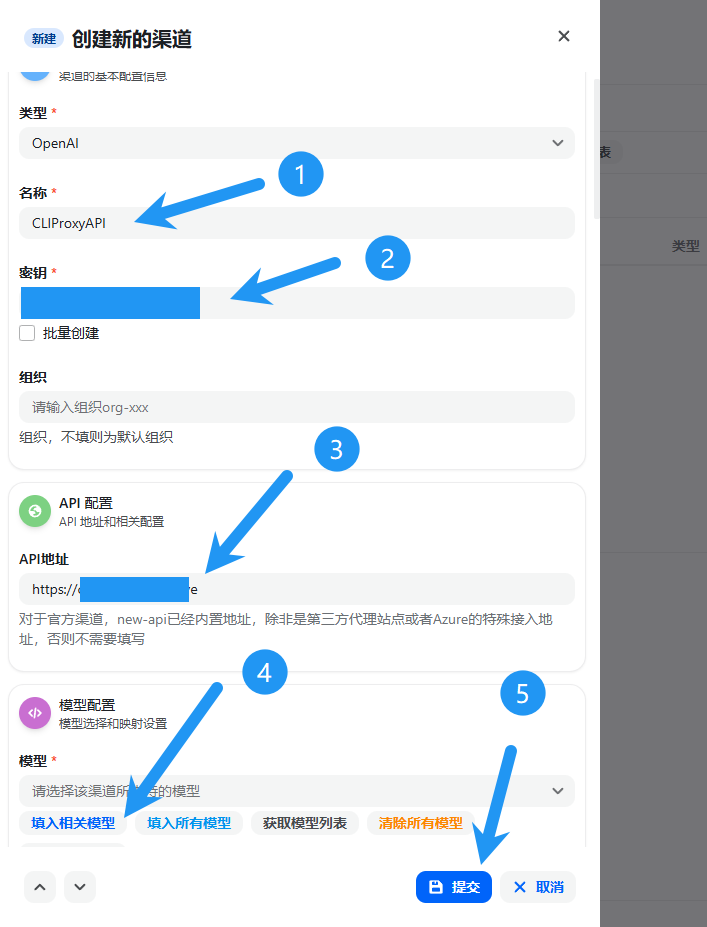 新建 创建新的渠道
渠道的基本配置信息
类型 *
OpenAI
表
1
名称 *
CLIProxyAPI
类型
2
密钥 *
批量创建
组织
请输入组织org-xxx
组织，不填则为默认组织
3
API 配置
API 地址和相关配置
API地址
https://
e
对于官方渠道，new-api已经内置地址，除非是第三方代理站点或者Azure的特殊接入地
址，否则不需要填写
4
5
模型配置
模型选择和映射设置
模型 *
请选择该渠道所 持的模型
填入相关模型 填入所有模型 获取模型列表 清除所有模型
提交 取消